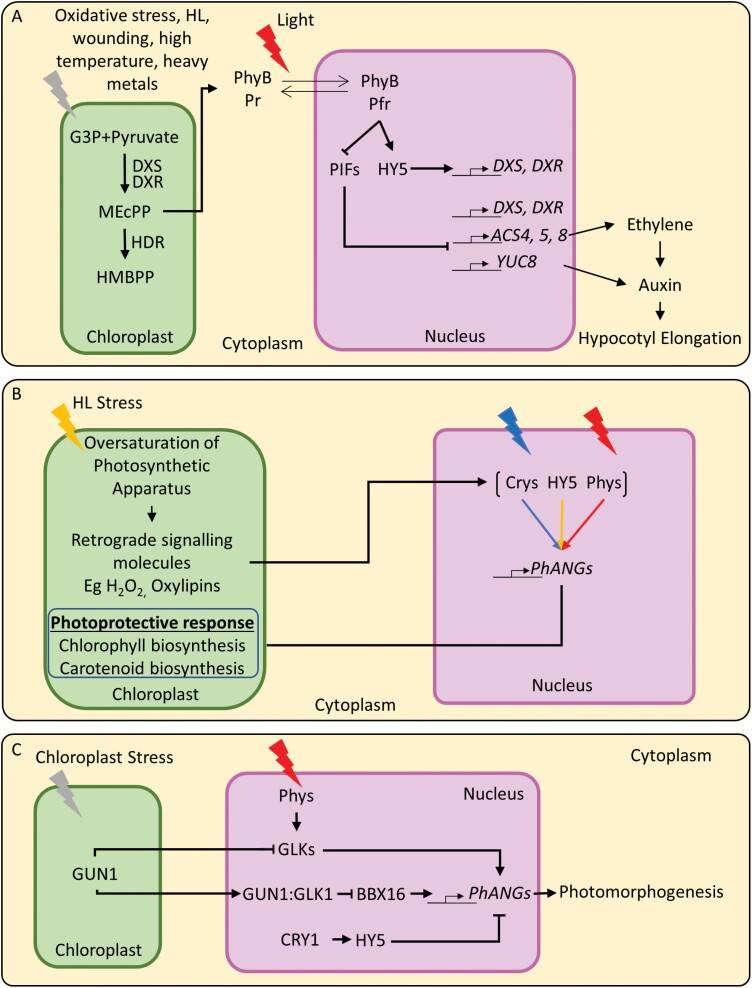 A
Oxidative stress, HL,
wounding, high
temperature, heavy
metals
Light
G3P+Pyruvate
DXS
DXR
MEcPP
HDR
HMBPP
Chloroplast
Cytoplasm
PhyB
Pr
PhyB
Pfr
PIFs
HY5
DXS, DXR
DXS, DXR
ACS4, 5, 8
YUC8
Nucleus
Ethylene
Auxin
Hypocotyl Elongation
B
HL Stress
Oversaturation of
Photosynthetic
Apparatus
Retrograde signalling
molecules
Eg H₂O₂, Oxylipins
Photoprotective response
Chlorophyll biosynthesis
Carotenoid biosynthesis
Chloroplast
Cytoplasm
[Crys HY5 Phys]
PhANGs
Nucleus
C
Chloroplast Stress
Cytoplasm
GUN1
Chloroplast
Phys
Nucleus
GLKs
GUN1:GLK1
BBX16
PhANGs
Photomorphogenesis
CRY1
HY5